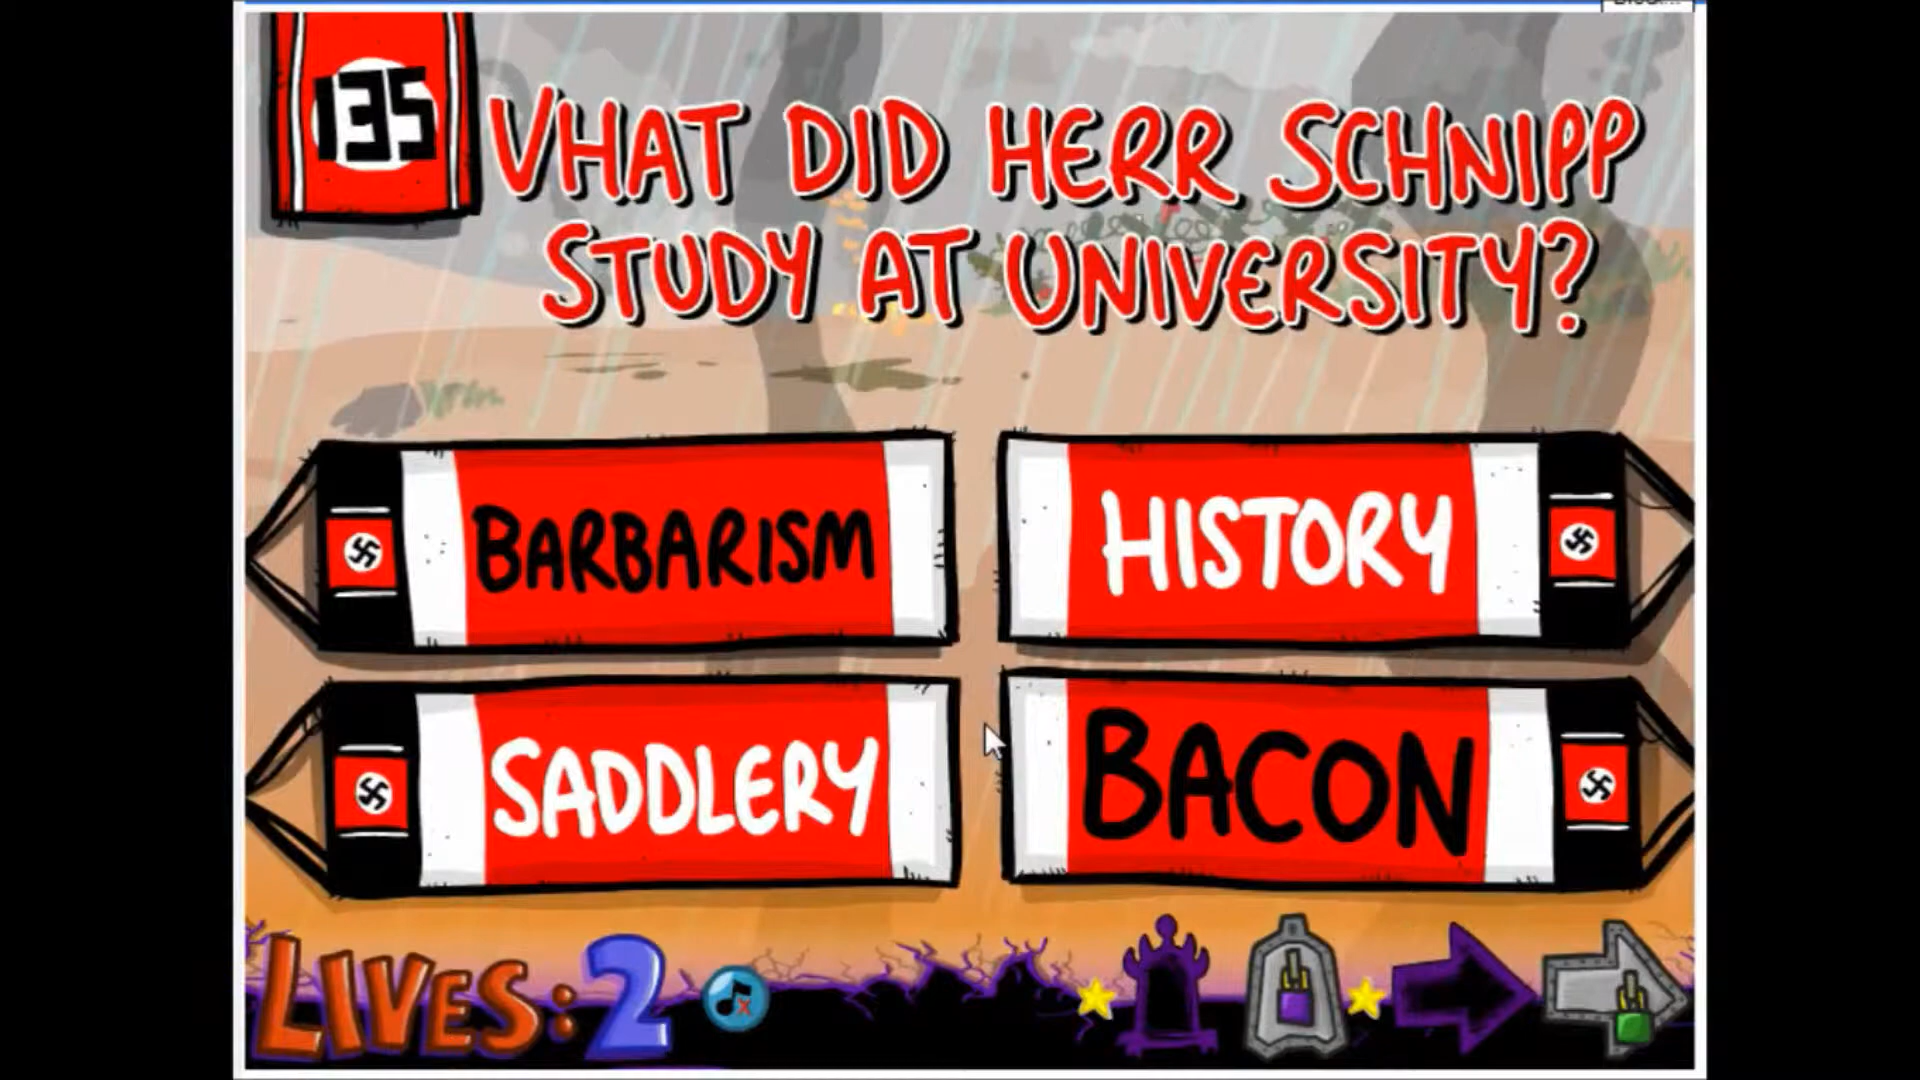 135
VHAT DID HERR SCHNIPP
STUDY AT UNIVERSITY?
BARBARISM
HISTORY
SADDLERY
BACON
LIVES: 2